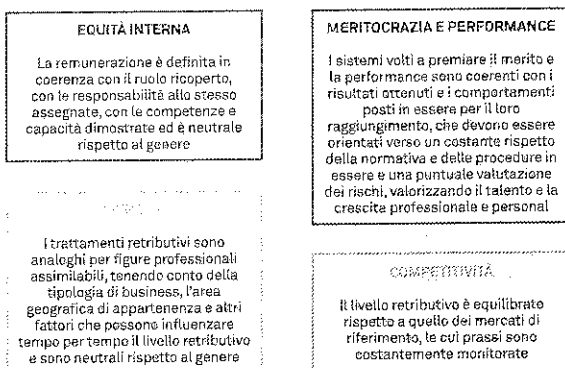 EQUITÀ INTERNA
La remunerazione è definita in
coerenza con il ruolo ricoperto,
con le responsabilità allo stesso
assegnate, con le competenze e
capacità dimostrate ed è neutrale
rispetto al genere
MERITOCRAZIA E PERFORMANCE
I sistemi volti a premiare il merito e
la performance sono coerenti con i
risultati ottenuti e i comportamenti
posti in essere per il loro
raggiungimento, che devono essere
orientati verso un costante rispetto
della normativa e delle procedure in
essere e una puntuale valutazione
dei rischi, valorizzando il talento e la
crescita professionale e personal
I trattamenti retributivi sono
analoghi per figure professionali
assimilabili, tenendo conto della
tipologia di business, l'area
geografica di appartenenza e altri
fattori che possono influenzare
tempo per tempo il livello retributivo
e sono neutrali rispetto al genere
COMPETITIVITÀ
Il livello retributivo è equilibrato
rispetto a quello dei mercati di
riferimento, le cui prassi sono
costantemente monitorate